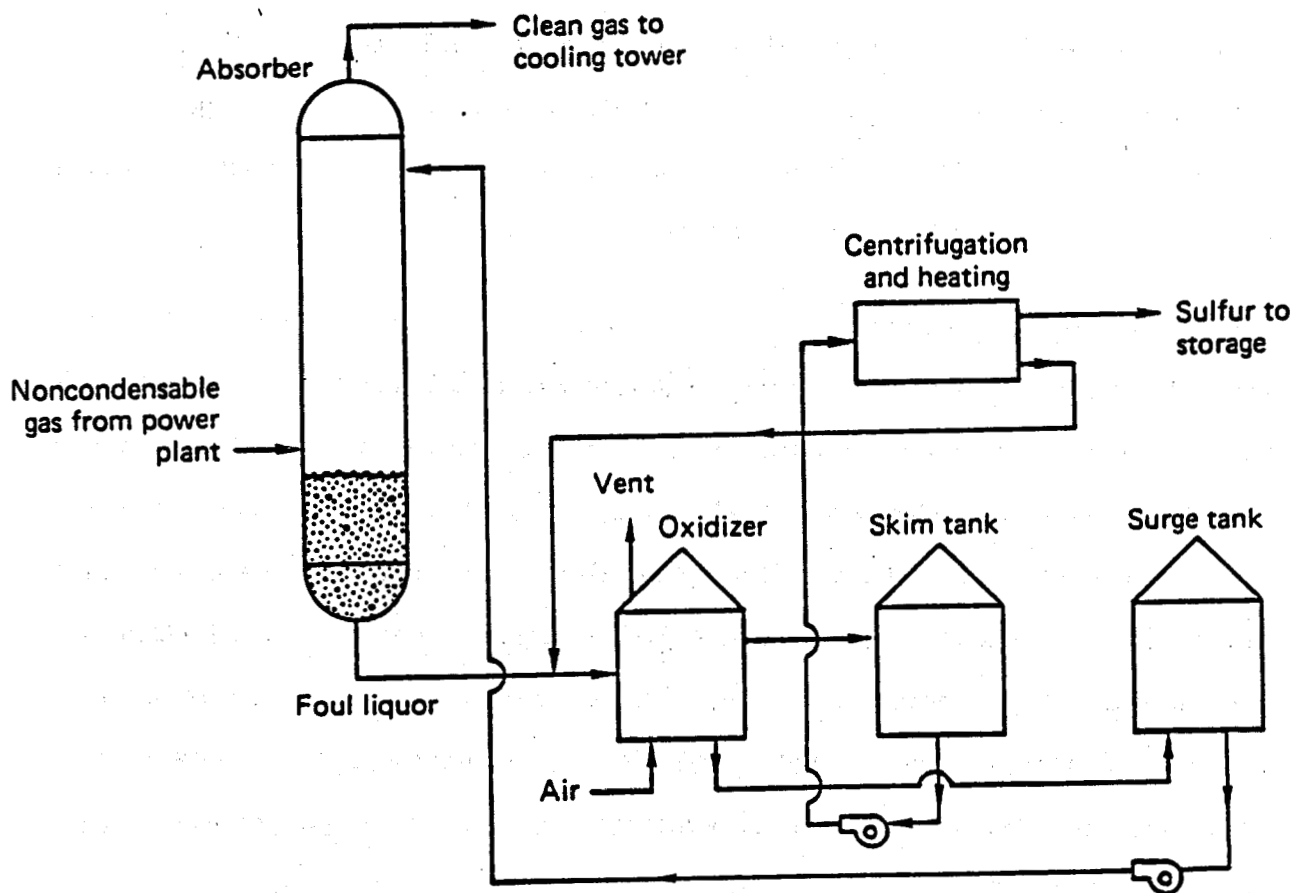 Clean gas to
cooling tower
Absorber
Centrifugation
and heating
Sulfur to
storage
Noncondensable
gas from power
plant
Vent
Oxidizer
Skim tank
Surge tank
Foul liquor
Air